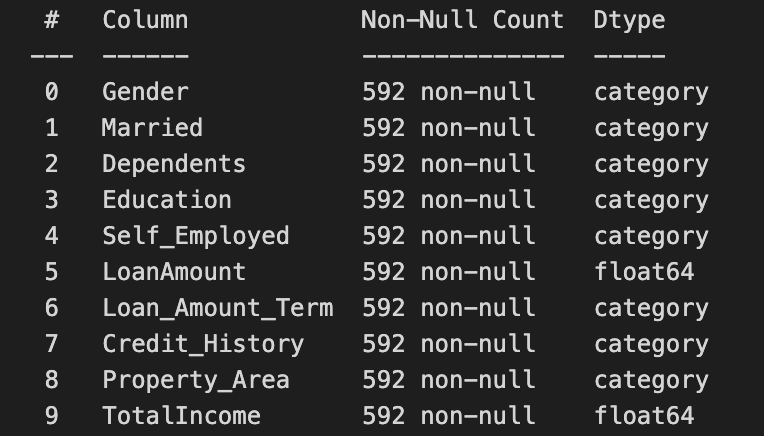 #   Column            Non-Null Count  Dtype
---  ------            --------------  -----
0   Gender            592 non-null    category
1   Married           592 non-null    category
2   Dependents        592 non-null    category
3   Education         592 non-null    category
4   Self_Employed     592 non-null    category
5   LoanAmount        592 non-null    float64
6   Loan_Amount_Term  592 non-null    category
7   Credit_History    592 non-null    category
8   Property_Area     592 non-null    category
9   TotalIncome       592 non-null    float64